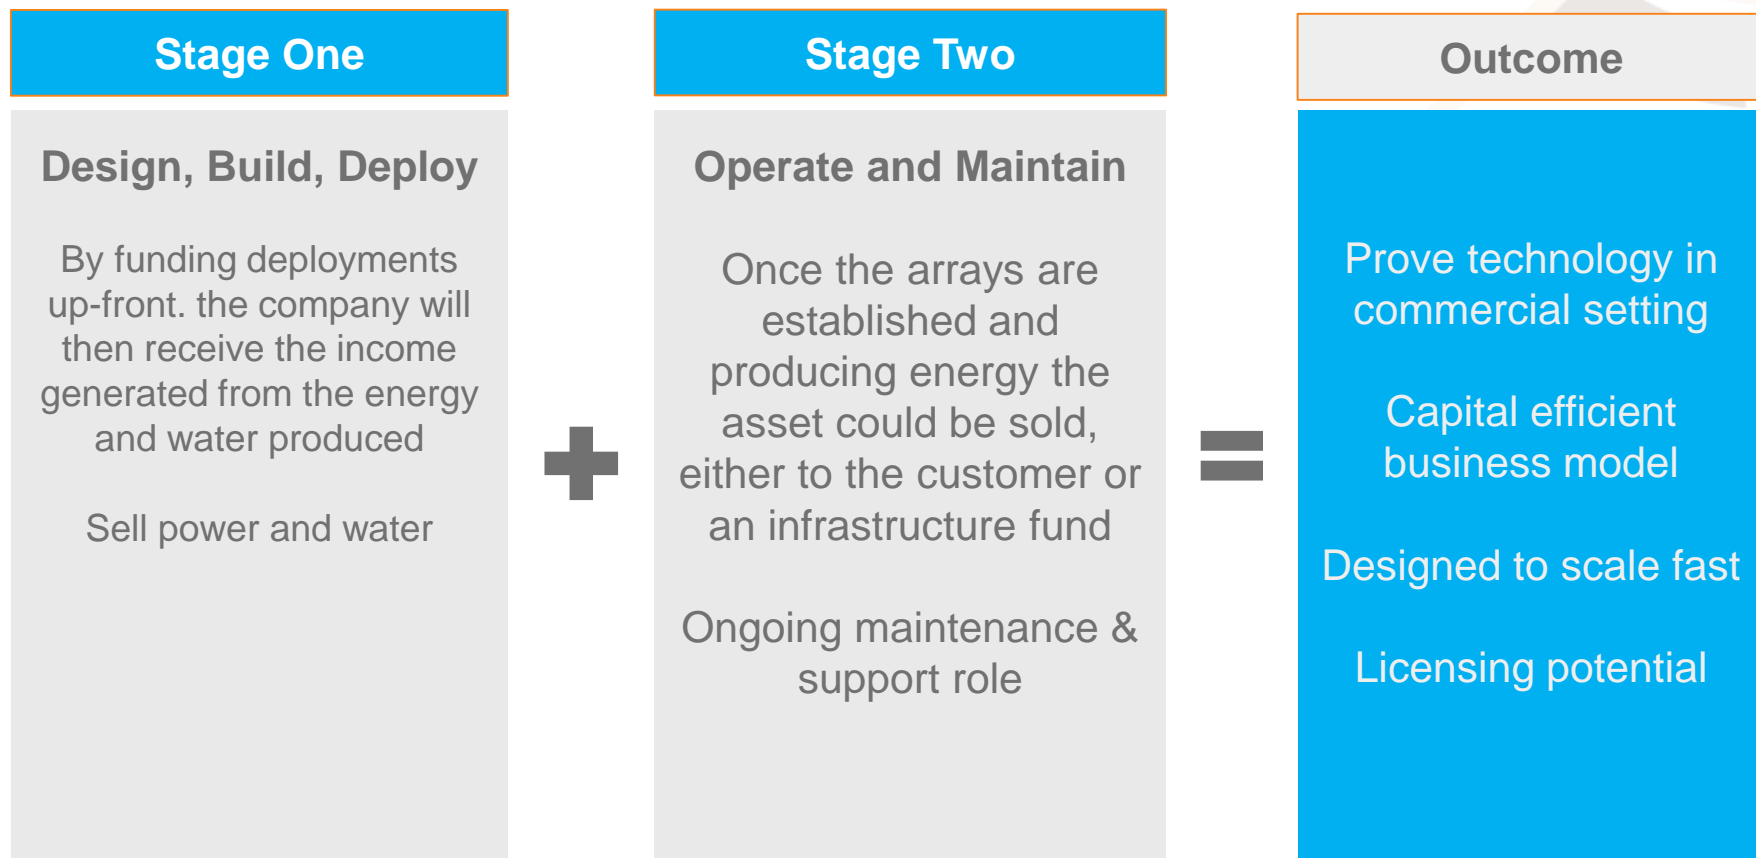 Stage One
Design, Build, Deploy
By funding deployments
up-front. the company will
then receive the income
generated from the energy
and water produced
Sell power and water
Stage Two
Operate and Maintain
Once the arrays are
established and
producing energy the
asset could be sold,
either to the customer or
an infrastructure fund
Ongoing maintenance &
support role
Outcome
Prove technology in
commercial setting
Capital efficient
business model
Designed to scale fast
Licensing potential